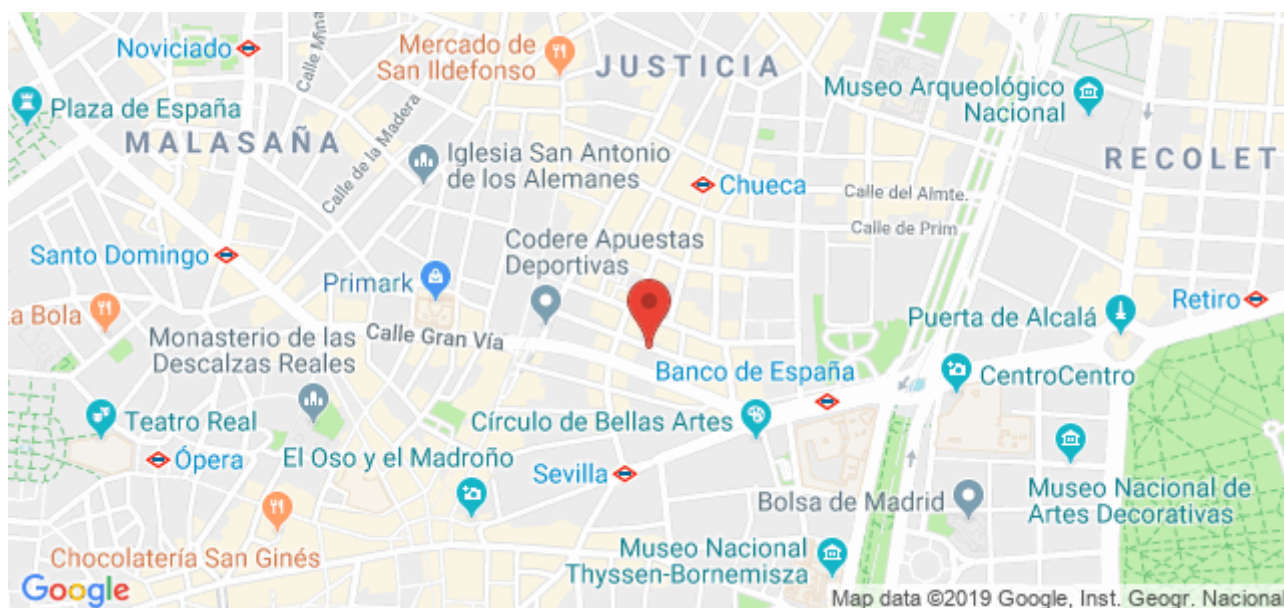 Noviciado
Calle Mina
Mercado de
San Ildefonso
JUSTICIA
Museo Arqueológico
Nacional
Plaza de España
MALASAÑA
Calle de la Madera
Iglesia San Antonio
de los Alemanes
Chueca
Calle del Almte.
RECOLET
Calle de Prim
Santo Domingo
Codere Apuestas
Deportivas
Primark
La Bola
Retiro
Puerta de Alcalá
Monasterio de las
Descalzas Reales
Calle Gran Vía
Banco de España
CentroCentro
Teatro Real
Círculo de Bellas Artes
Ópera
El Oso y el Madroño
Sevilla
Bolsa de Madrid
Museo Nacional de
Artes Decorativas
Chocolatería San Ginés
Museo Nacional
Thyssen-Bornemisza
Google
Map data ©2019 Google, Inst. Geogr. Naciona